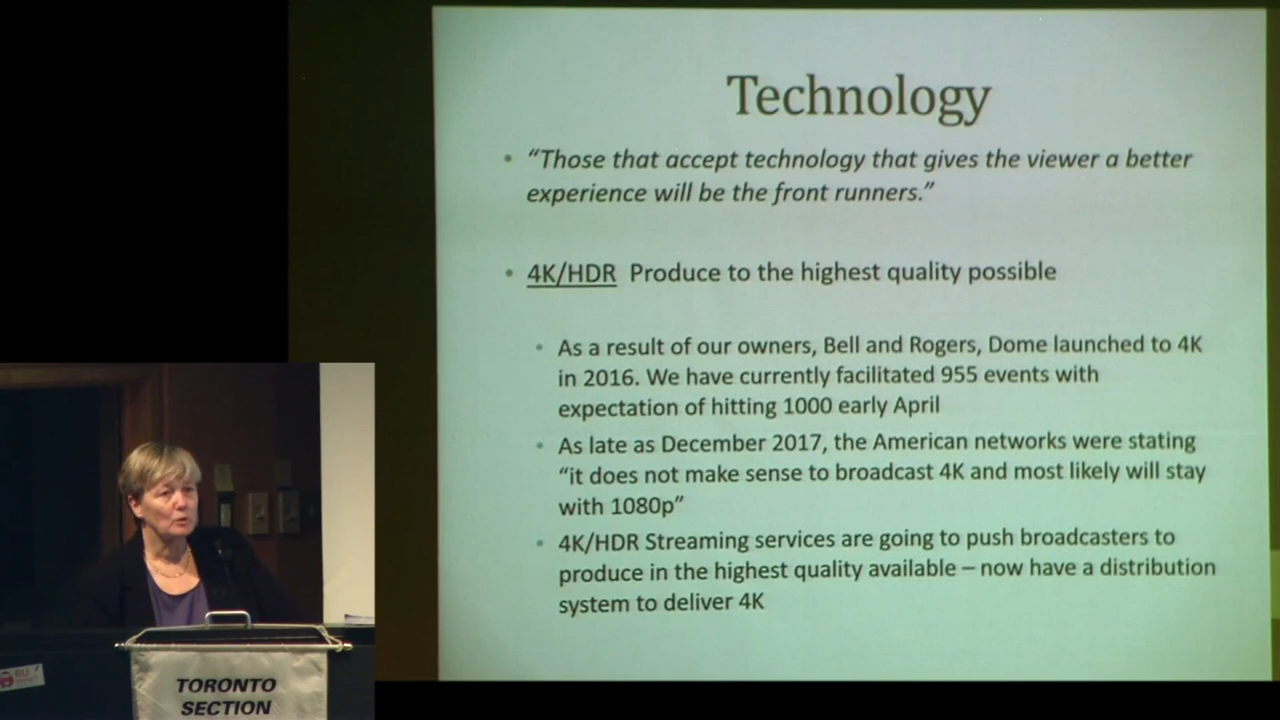 Technology
• “Those that accept technology that gives the viewer a better
experience will be the front runners.”
• 4K/HDR Produce to the highest quality possible
• As a result of our owners, Bell and Rogers, Dome launched to 4K
in 2016. We have currently facilitated 955 events with
expectation of hitting 1000 early April
• As late as December 2017, the American networks were stating
“it does not make sense to broadcast 4K and most likely will stay
with 1080p”
• 4K/HDR Streaming services are going to push broadcasters to
produce in the highest quality available – now have a distribution
system to deliver 4K
RU
TORONTO
SECTION